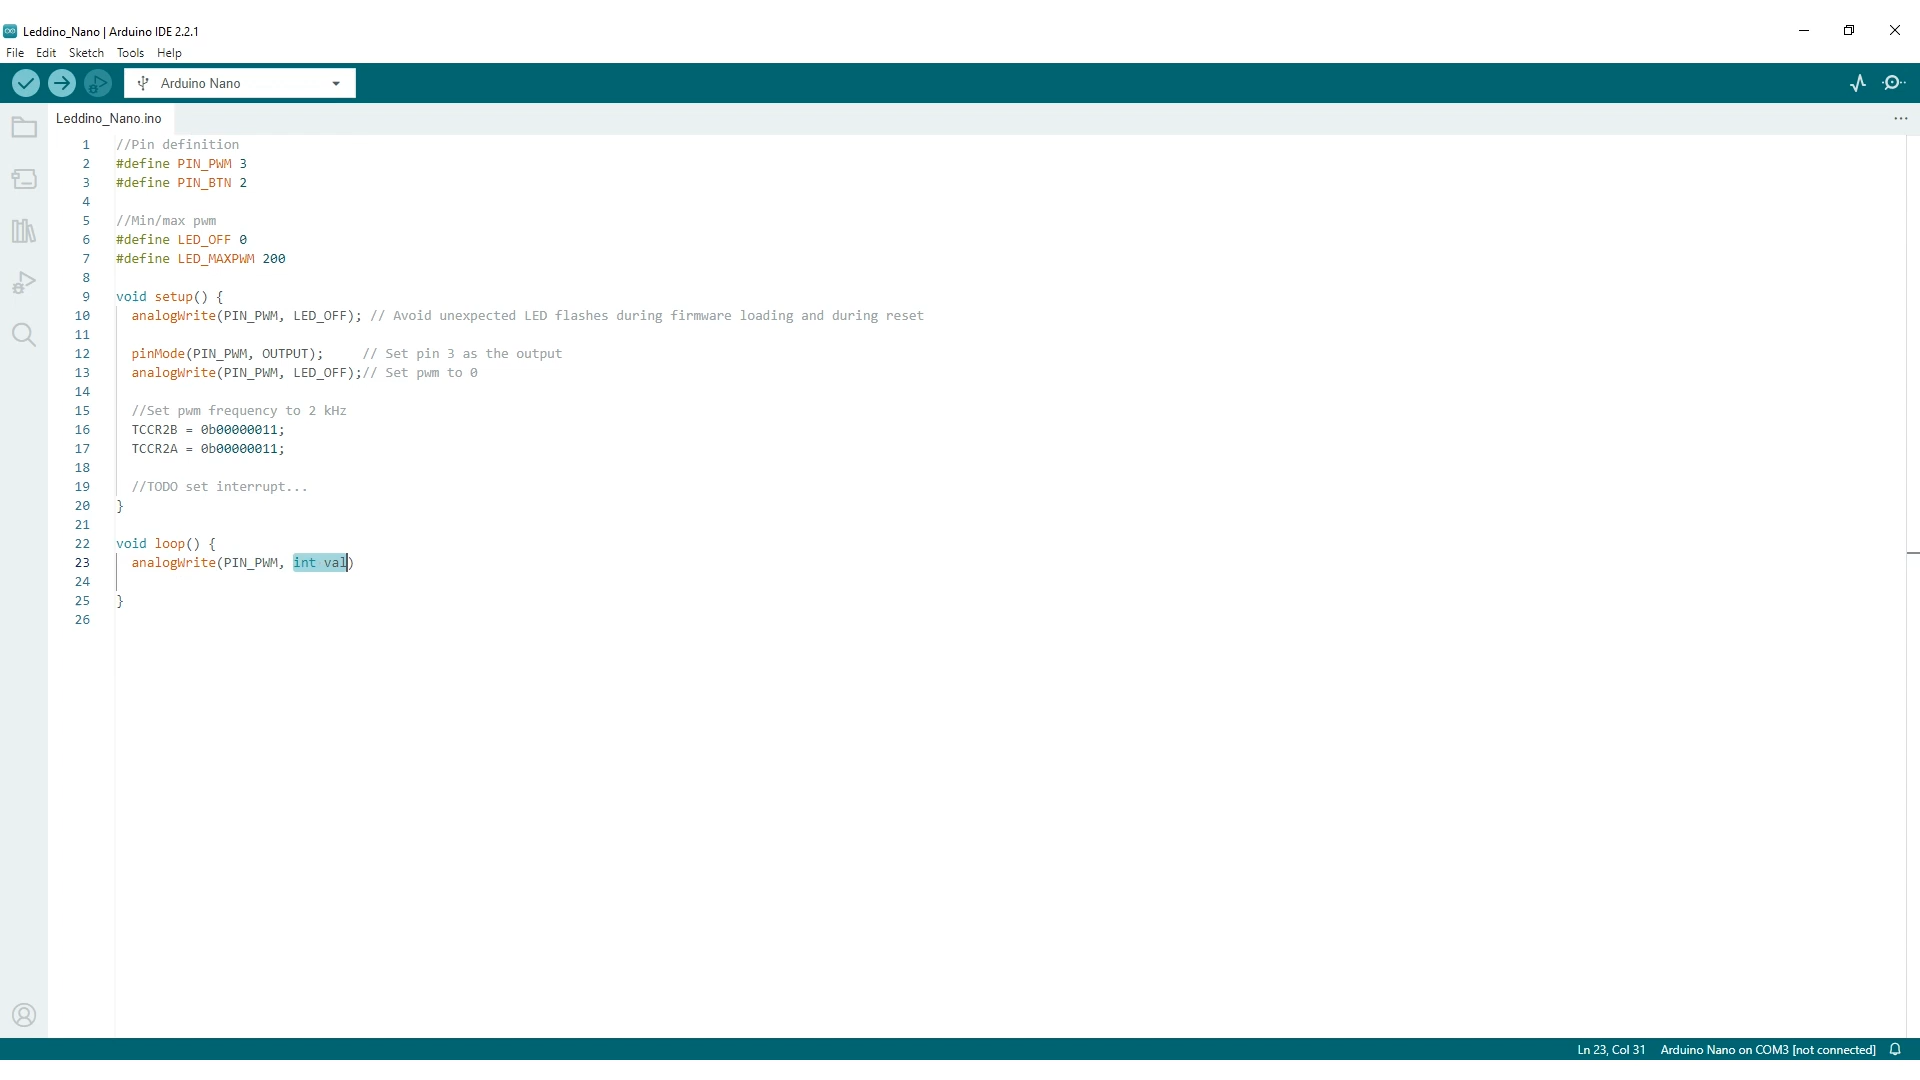 Leddino_Nano | Arduino IDE 2.2.1
File Edit Sketch Tools Help
Arduino Nano
Leddino_Nano.ino
1 //Pin definition
2 #define PIN_PWM 3
3 #define PIN_BTN 2
4
5 //Min/max pwm
6 #define LED_OFF 0
7 #define LED_MAXPWM 200
8
9 void setup() {
10 analogWrite(PIN_PWM, LED_OFF); // Avoid unexpected LED flashes during firmware loading and during reset
11
12 pinMode(PIN_PWM, OUTPUT); // Set pin 3 as the output
13 analogWrite(PIN_PWM, LED_OFF);// Set pwm to 0
14
15 //Set pwm frequency to 2 kHz
16 TCCR2B = 0b00000011;
17 TCCR2A = 0b00000011;
18
19 //TODO set interrupt...
20 }
21
22 void loop() {
23 analogWrite(PIN_PWM, int val)
24
25 }
26
Ln 23, Col 31 Arduino Nano on COM3 [not connected]